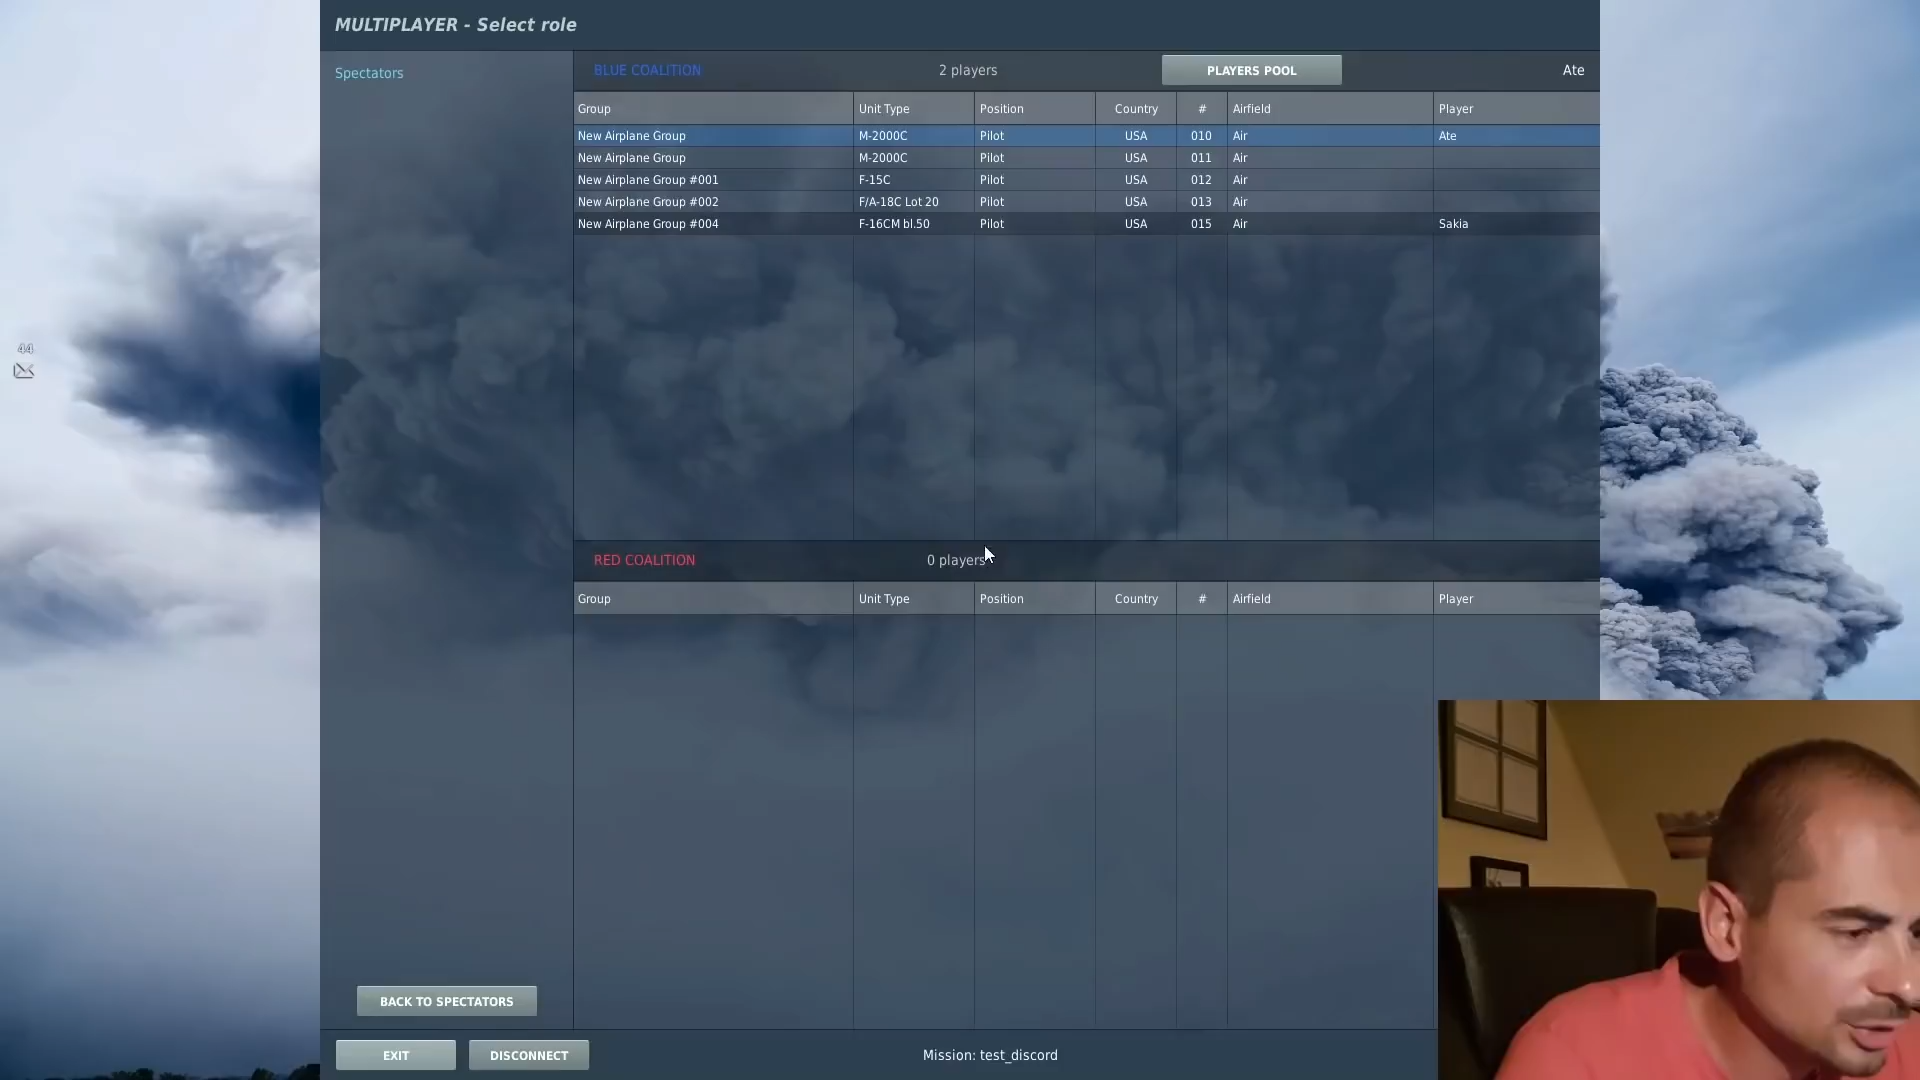 MULTIPLAYER - Select role
Spectators
BLUE COALITION 2 players PLAYERS POOL Ate
Group Unit Type Position Country # Airfield Player
New Airplane Group M-2000C Pilot USA 010 Air Ate
New Airplane Group M-2000C Pilot USA 011 Air
New Airplane Group #001 F-15C Pilot USA 012 Air
New Airplane Group #002 F/A-18C Lot 20 Pilot USA 013 Air
New Airplane Group #004 F-16CM bl.50 Pilot USA 015 Air Sakia
44
RED COALITION 0 players
Group Unit Type Position Country # Airfield Player
BACK TO SPECTATORS
EXIT DISCONNECT Mission: test_discord